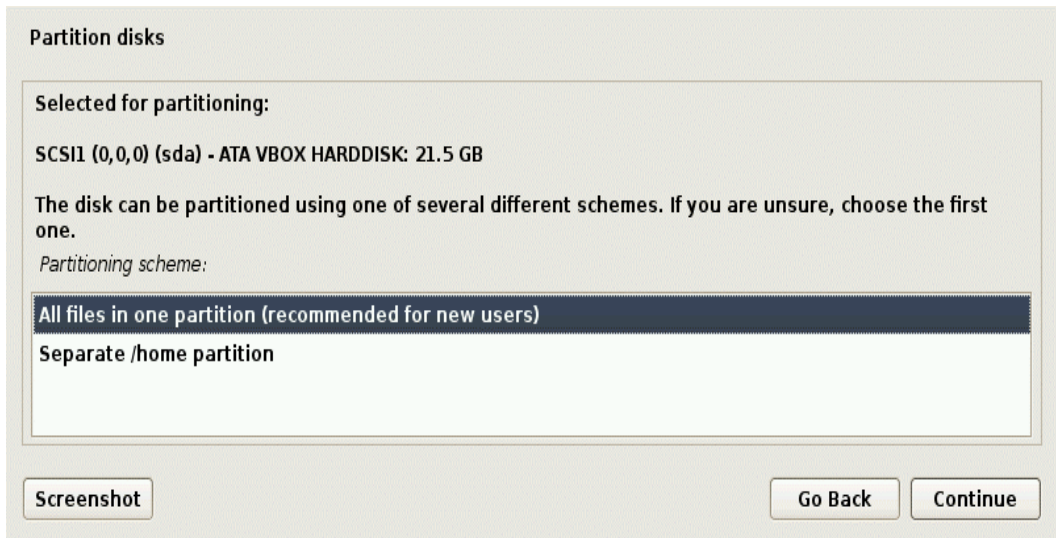 Partition disks
Selected for partitioning:
SCSI1 (0,0,0) (sda) - ATA VBOX HARDDISK: 21.5 GB
The disk can be partitioned using one of several different schemes. If you are unsure, choose the first
one.
Partitioning scheme:
All files in one partition (recommended for new users)
Separate /home partition
Screenshot
Go Back
Continue